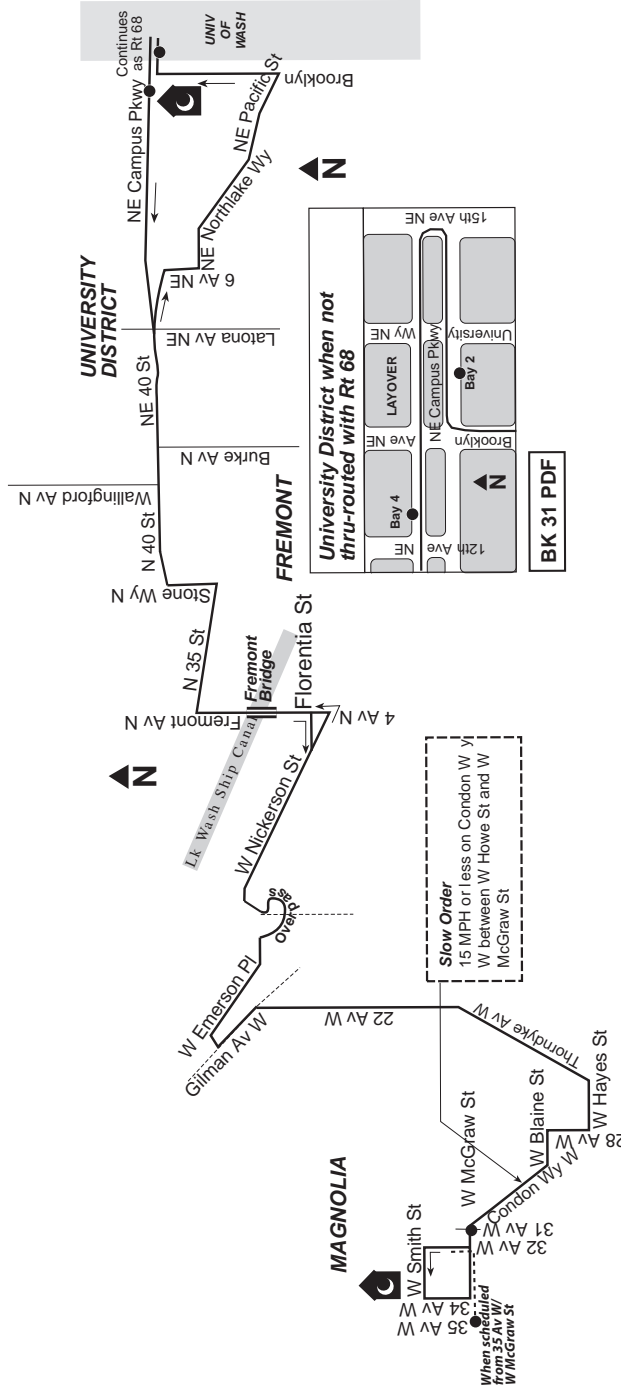 Continues
as Rt 68
UNIV
OF
WASH
NE Campus Pkwy
Brooklyn
NE Pacific St
NE Northlake Wy
6 Av NE
N
UNIVERSITY
DISTRICT
Latona Av NE
NE 40 St
Burke Av N
Wallingford Av N
N 40 St
Stone Wy N
FREMONT
N 35 St
Fremont Av N
Fremont
Bridge
Lk Wash Ship Canal
Florentia St
4 Av N
N
W Nickerson St
Overpass
W Emerson Pl
Gilman Av W
22 Av W
Thorndyke Av W
W Hayes St
28 Av W
W Blaine St
Condon Wy W
W McGraw St
31 Av W
32 Av W
W Smith St
34 Av W
35 Av W
MAGNOLIA
When scheduled
from 35 Av W/
W McGraw St
Slow Order
15 MPH or less on Condon W y
W between W Howe St and W
McGraw St
University District when not
thru-routed with Rt 68
15th Ave NE
University Wy NE
LAYOVER
NE Campus Pkwy
Bay 2
Brooklyn Ave NE
Bay 4
12th Ave NE
N
BK 31 PDF